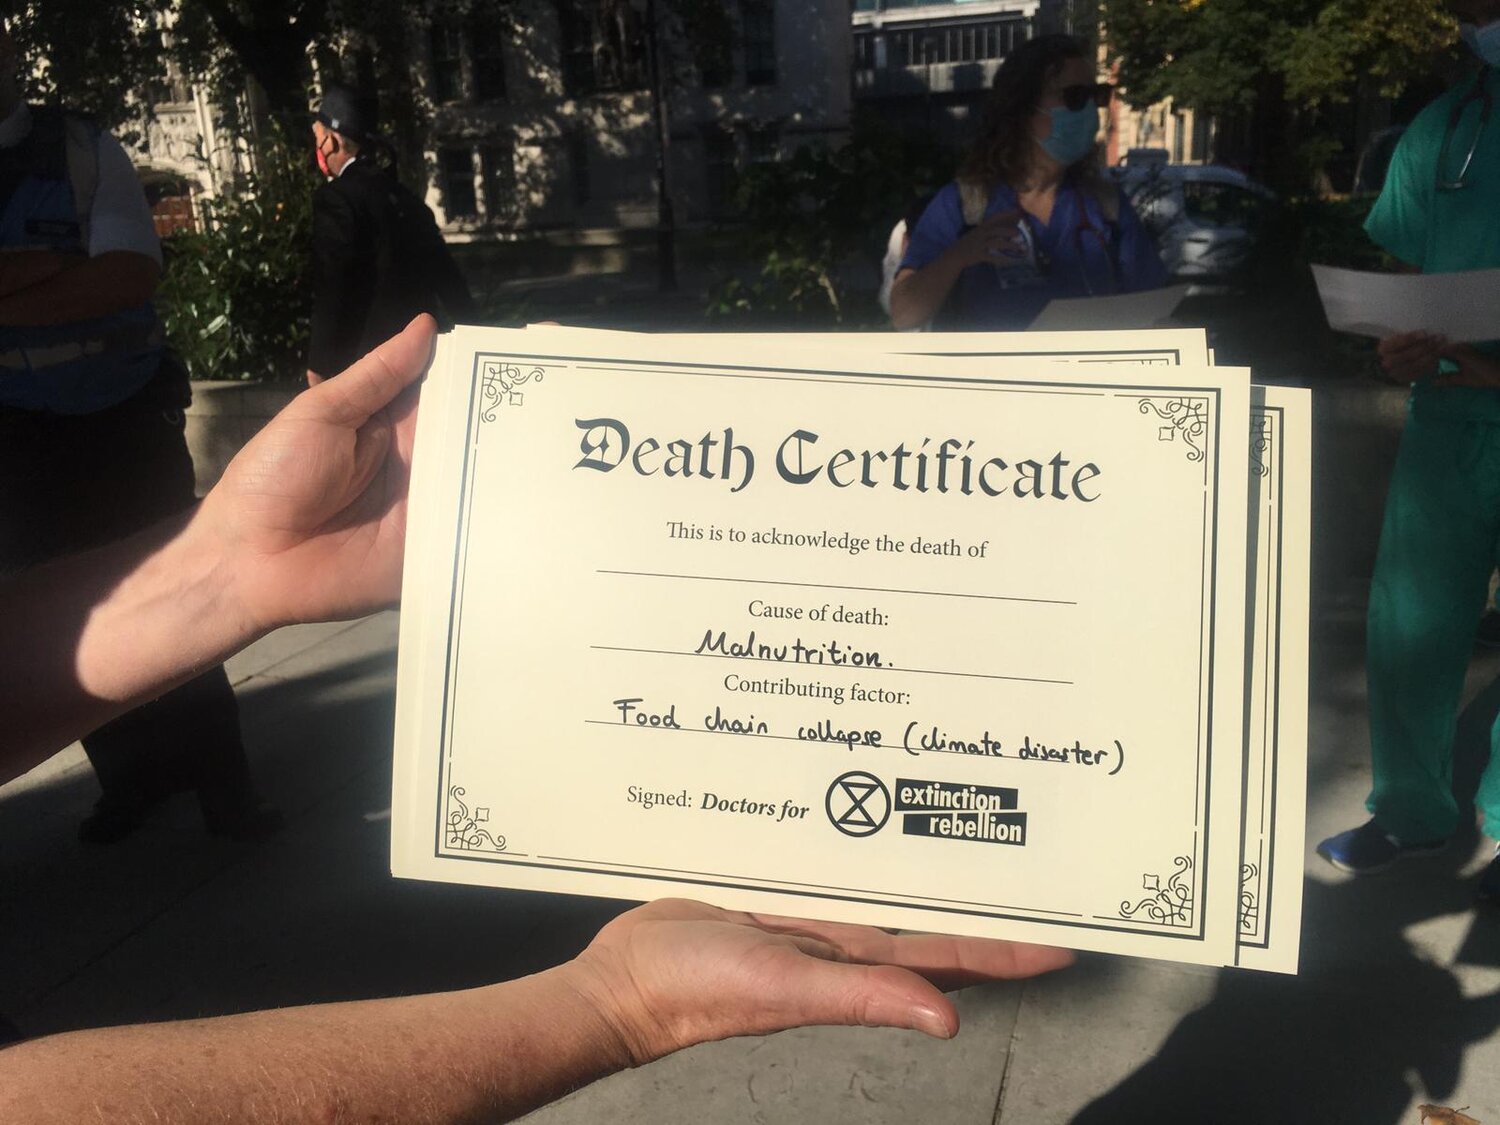 Death Certificate
This is to acknowledge the death of
Cause of death:
Malnutrition.
Contributing factor:
Food chain collapse (climate disaster)
Signed: Doctors for
extinction
rebellion